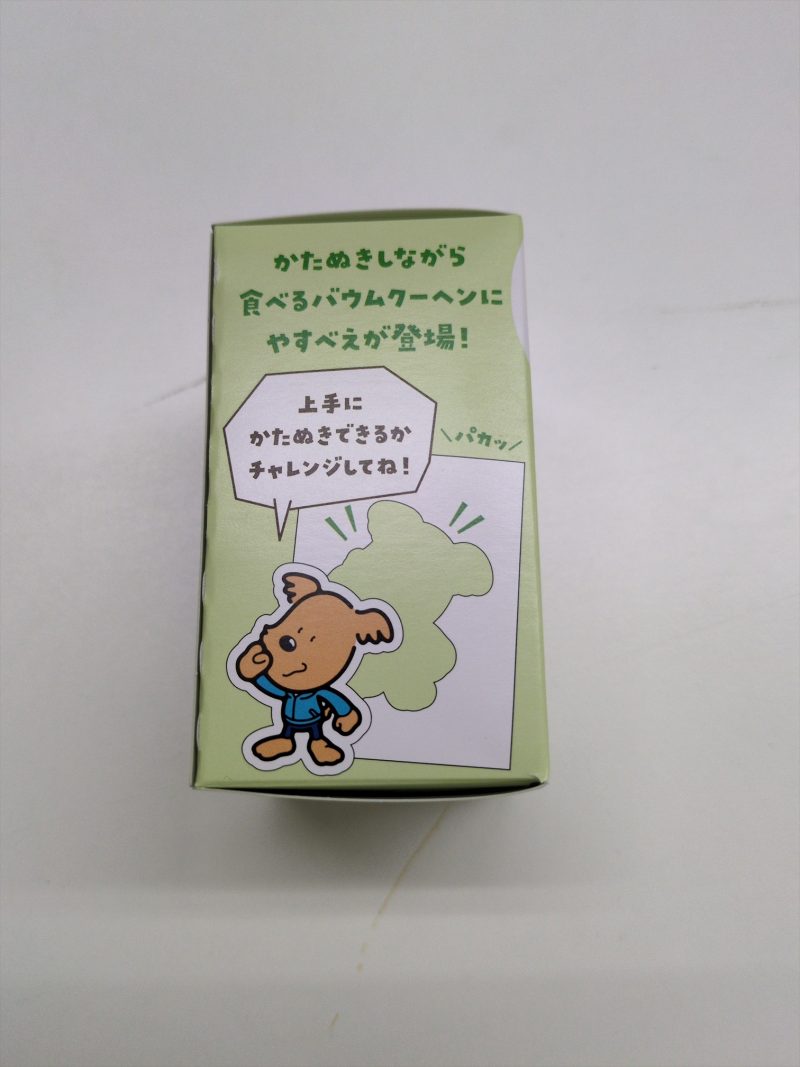 かたぬきしながら
食べるバウムクーヘンに
やすべえが登場!
上手に
かたぬきできるか
チャレンジしてね!
パカッ